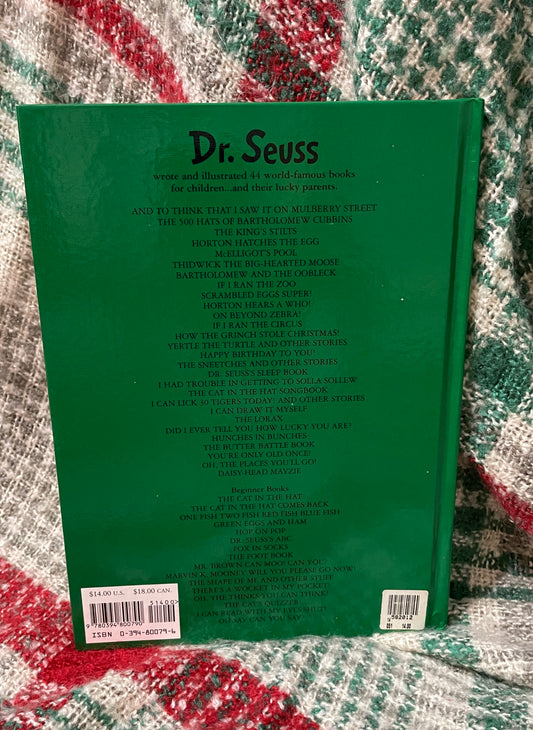 Dr. Seuss
wrote and illustrated 44 world-famous books
for children...and their lucky parents.
AND TO THINK THAT I SAW IT ON MULBERRY STREET
THE 500 HATS OF BARTHOLOMEW CUBBINS
THE KING'S STILTS
HORTON HATCHES THE EGG
McELLIGOT'S POOL
THIDWICK THE BIG-HEARTED MOOSE
BARTHOLOMEW AND THE OOBLECK
IF I RAN THE ZOO
SCRAMBLED EGGS SUPER!
HORTON HEARS A WHO!
ON BEYOND ZEBRA!
IF I RAN THE CIRCUS
HOW THE GRINCH STOLE CHRISTMAS!
YERTLE THE TURTLE AND OTHER STORIES
HAPPY BIRTHDAY TO YOU!
THE SNEETCHES AND OTHER STORIES
DR. SEUSS'S SLEEP BOOK
I HAD TROUBLE IN GETTING TO SOLLA SOLLEW
THE CAT IN THE HAT SONGBOOK
I CAN LICK 30 TIGERS TODAY! AND OTHER STORIES
I CAN DRAW IT MYSELF
THE LORAX
DID I EVER TELL YOU HOW LUCKY YOU ARE?
HUNCHES IN BUNCHES
THE BUTTER BATTLE BOOK
YOU'RE ONLY OLD ONCE!
OH, THE PLACES YOU'LL GO!
DAISY-HEAD MAYZIE
Beginner Books
THE CAT IN THE HAT
THE CAT IN THE HAT COMES BACK
ONE FISH TWO FISH RED FISH BLUE FISH
GREEN EGGS AND HAM
HOP ON POP
DR. SEUSS'S ABC
FOX IN SOCKS
THE FOOT BOOK
MR. BROWN CAN MOO! CAN YOU?
MARVIN K. MOONEY WILL YOU PLEASE GO NOW!
THE SHAPE OF ME AND OTHER STUFF
THERE'S A WOCKET IN MY POCKET!
OH, THE THINKS YOU CAN THINK!
THE CAT'S QUIZZER
I CAN READ WITH MY EYES SHUT!
OH SAY CAN YOU SAY
$14.00 U.S. $18.00 CAN.
51400
9 780394 800790
ISBN 0-394-80079-6
582012
001 14.00